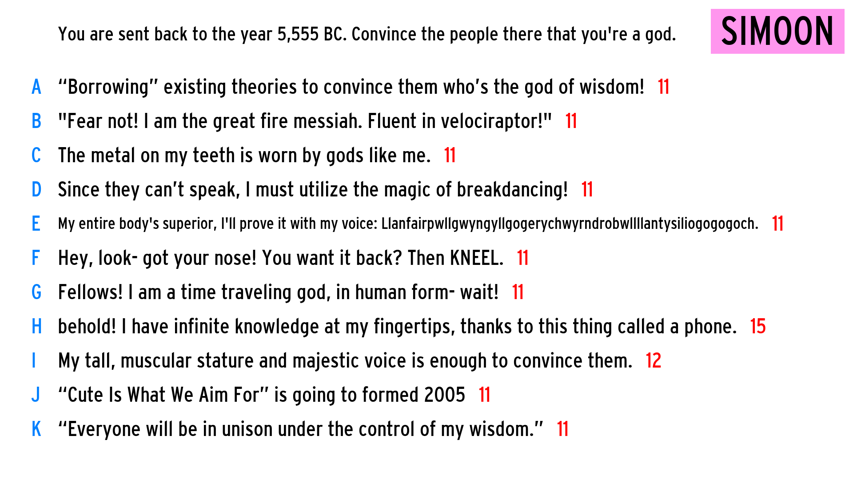 You are sent back to the year 5,555 BC. Convince the people there that you're a god.
SIMOON
A “Borrowing” existing theories to convince them who’s the god of wisdom! 11
B "Fear not! I am the great fire messiah. Fluent in velociraptor!" 11
C The metal on my teeth is worn by gods like me. 11
D Since they can’t speak, I must utilize the magic of breakdancing! 11
E My entire body's superior, I'll prove it with my voice: Llanfairpwllgwyngyllgogerychwyrndrobwllllantysiliogogogoch. 11
F Hey, look- got your nose! You want it back? Then KNEEL. 11
G Fellows! I am a time traveling god, in human form- wait! 11
H behold! I have infinite knowledge at my fingertips, thanks to this thing called a phone. 15
I My tall, muscular stature and majestic voice is enough to convince them. 12
J “Cute Is What We Aim For” is going to formed 2005 11
K “Everyone will be in unison under the control of my wisdom.” 11